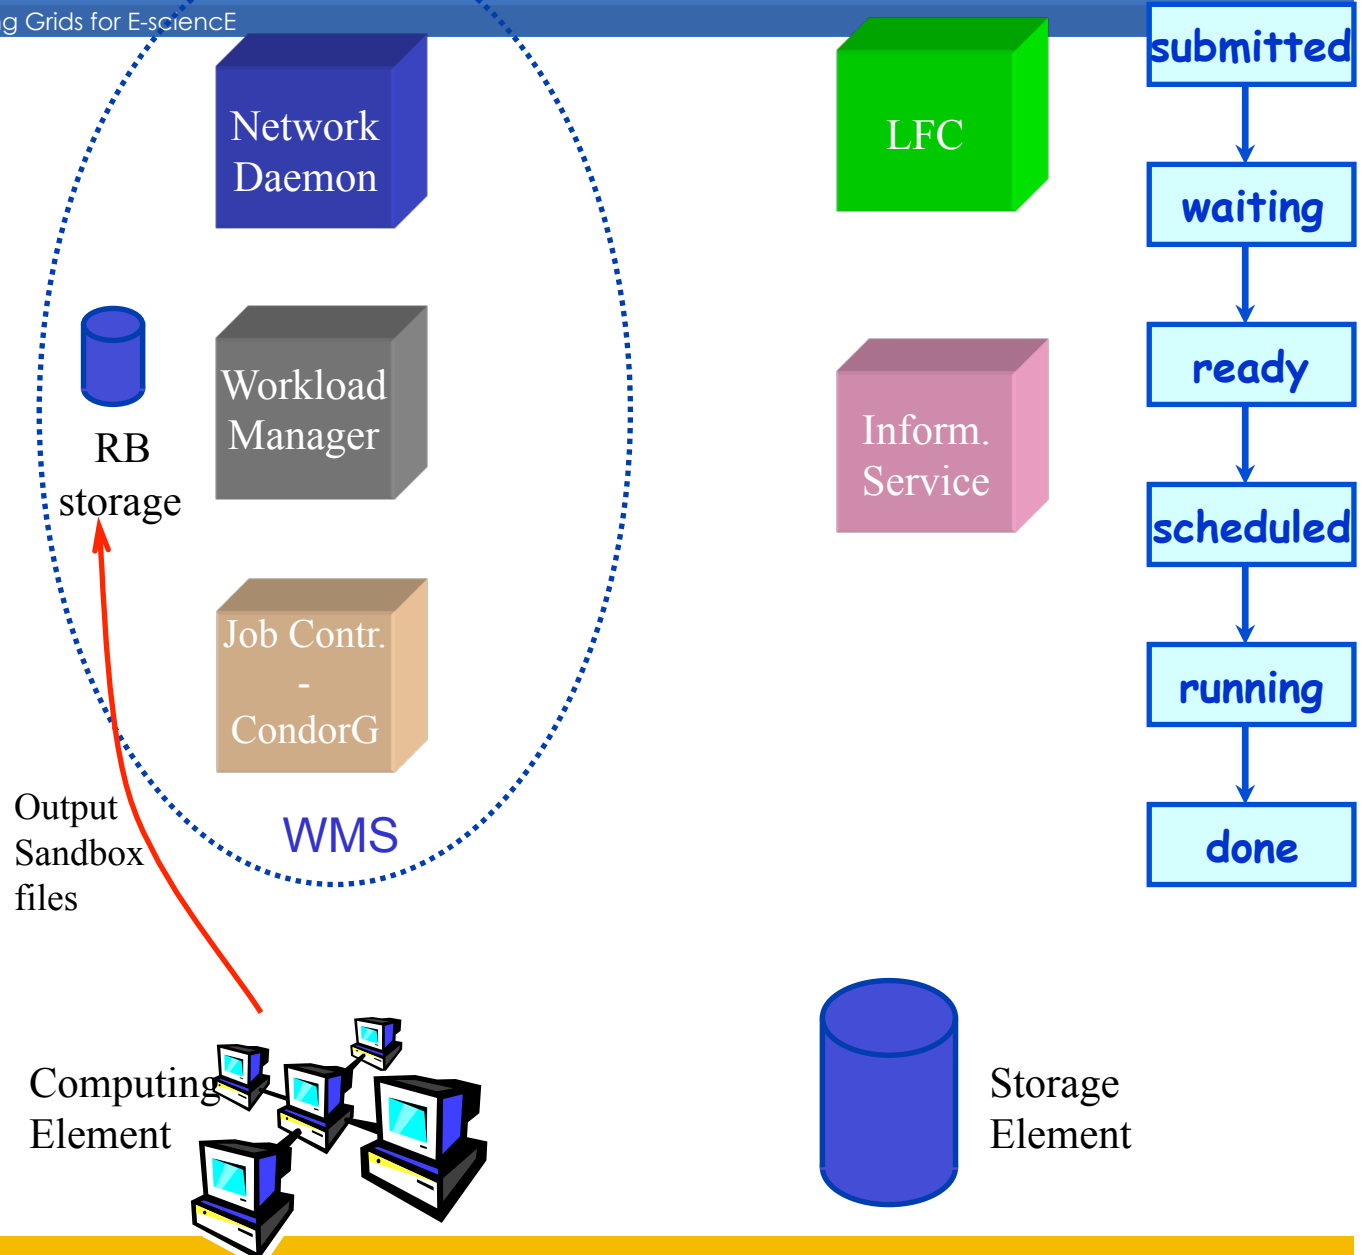 ng Grids for E-sciencE
Network
Daemon
LFC
submitted
waiting
ready
scheduled
running
done
RB
storage
Workload
Manager
Inform.
Service
Job Contr.
-
CondorG
WMS
Output
Sandbox
files
Computing
Element
Storage
Element